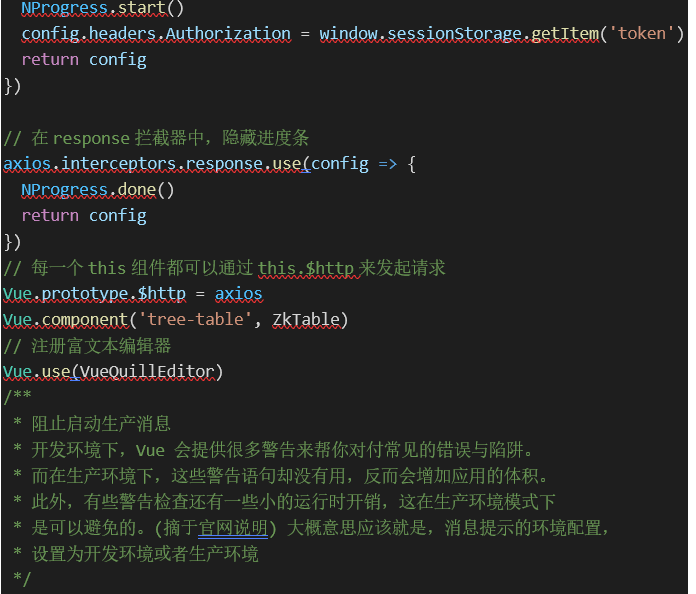 NProgress.start()
config.headers.Authorization = window.sessionStorage.getItem('token')
return config
})
// 在 response 拦截器中，隐藏进度条
axios.interceptors.response.use(config => {
NProgress.done()
return config
})
// 每一个 this 组件都可以通过 this.$http 来发起请求
Vue.prototype.$http = axios
Vue.component('tree-table', ZkTable)
// 注册富文本编辑器
Vue.use(VueQuillEditor)
/**
* 阻止启动生产消息
* 开发环境下，Vue 会提供很多警告来帮你对付常见的错误与陷阱。
* 而在生产环境下，这些警告语句却没有用，反而会增加应用的体积。
* 此外，有些警告检查还有一些小的运行时开销，这在生产环境模式下
* 是可以避免的。(摘于官网说明) 大概意思应该就是，消息提示的环境配置，
* 设置为开发环境或者生产环境
*/